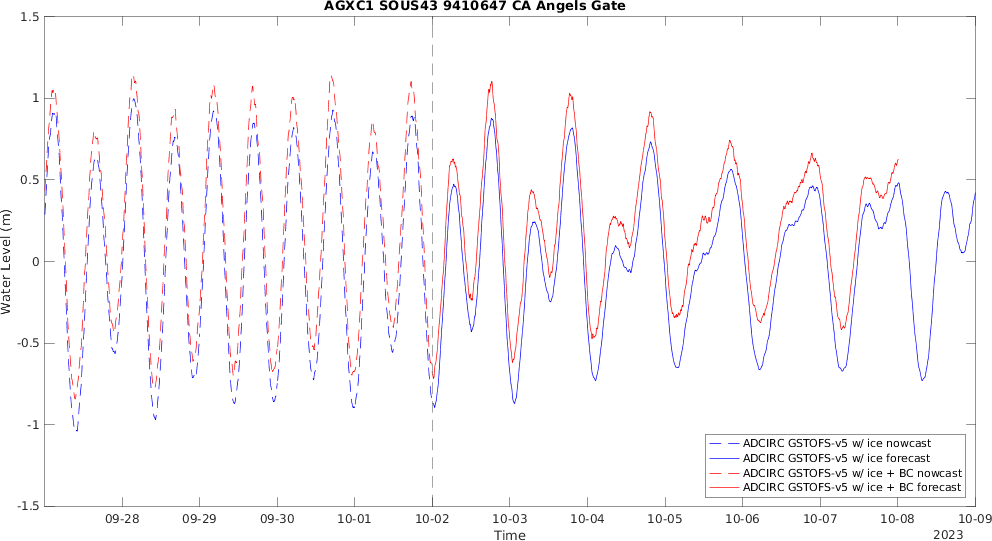 AGXC1 SOUS43 9410647 CA Angels Gate
1.5
1
0.5
0
-0.5
-1
-1.5
Water Level (m)
ADCIRC GSTOFS-v5 w/ ice nowcast
ADCIRC GSTOFS-v5 w/ ice forecast
ADCIRC GSTOFS-v5 w/ ice + BC nowcast
ADCIRC GSTOFS-v5 w/ ice + BC forecast
09-28 09-29 09-30 10-01 10-02 10-03 10-04 10-05 10-06 10-07 10-08 10-09
Time
2023